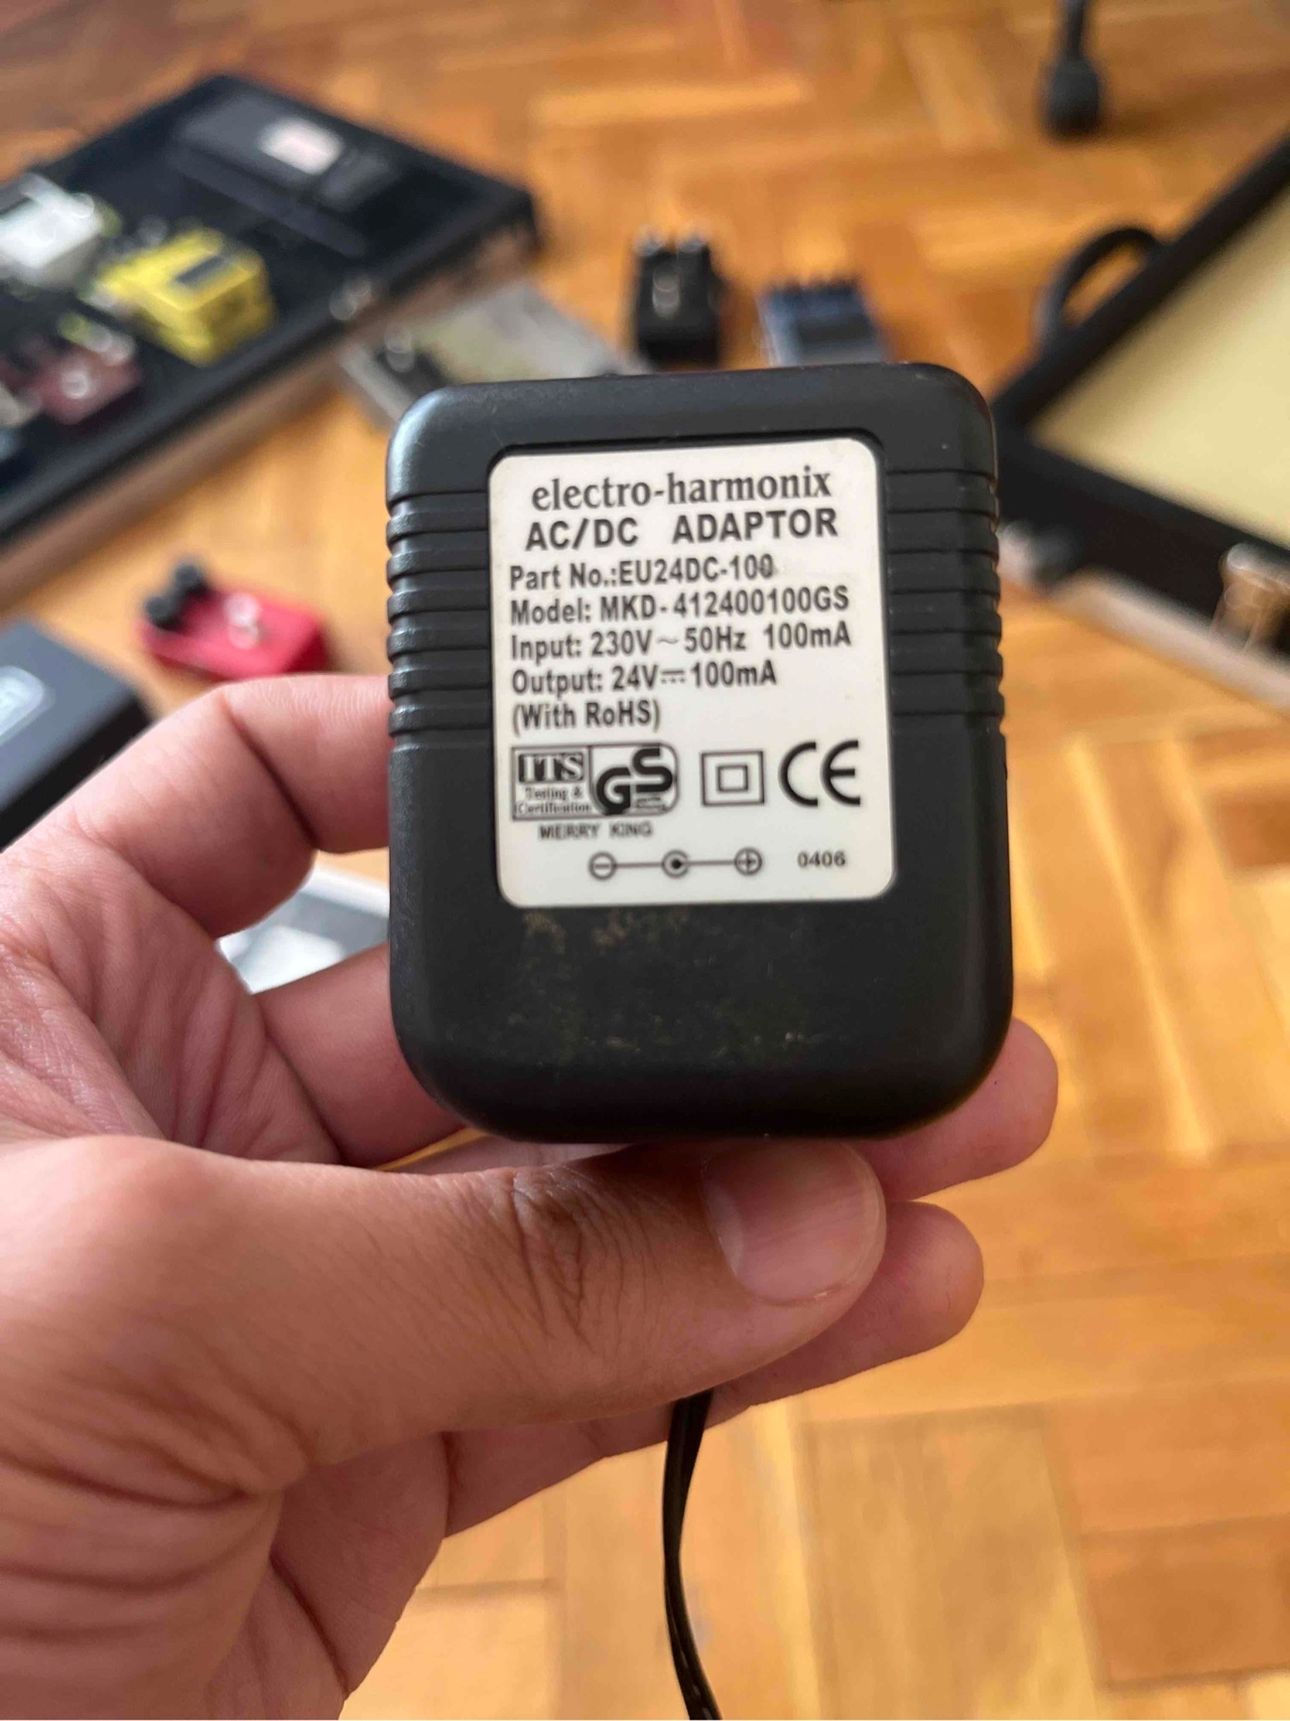 electro-harmonix
AC/DC ADAPTOR
Part No.:EU24DC-100
Model: MKD-412400100GS
Input: 230V~50Hz 100mA
Output: 24V⎓100mA
(With RoHS)
ITS
Testing &
Certification
GS
CE
MERRY KING
0406